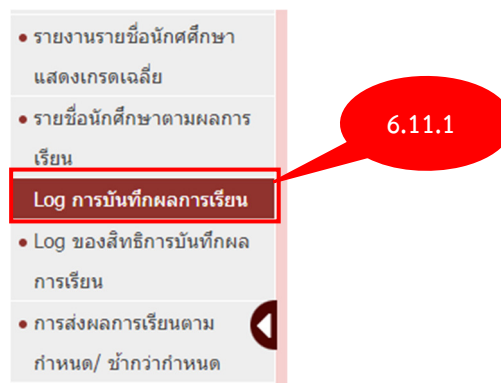 รายงานรายชื่อนักศศึกษา
แสดงเกรดเฉลี่ย
รายชื่อนักศึกษาตามผลการ
เรียน
6.11.1
Log การบันทึกผลการเรียน
Log ของสิทธิการบันทึกผล
การเรียน
การส่งผลการเรียนตาม
กำหนด/ ช้ากว่ากำหนด